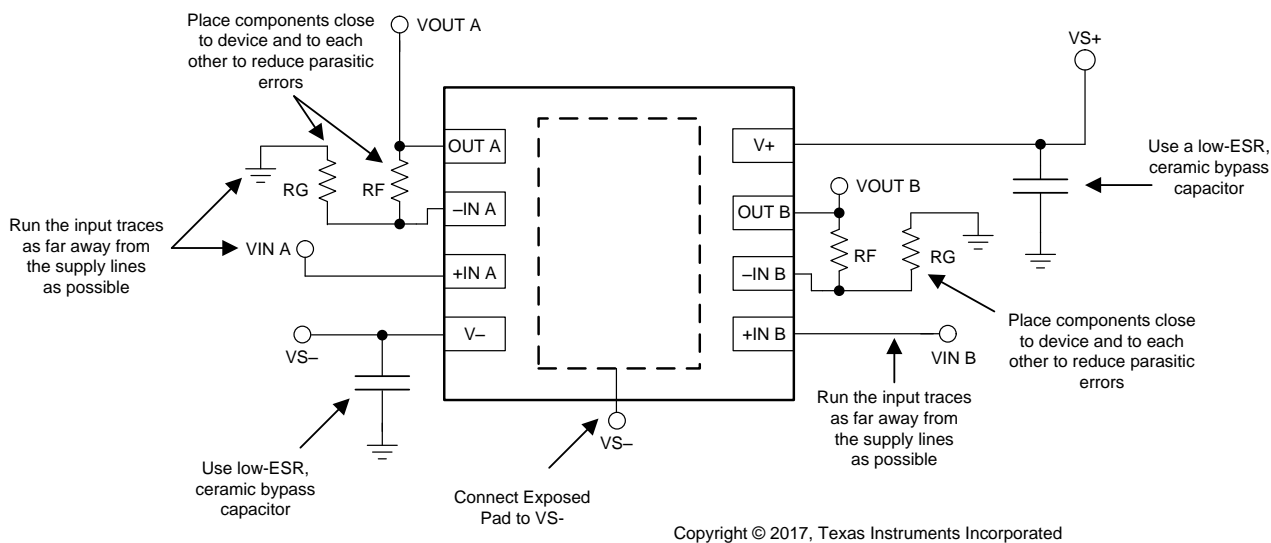 Place components close
to device and to each
other to reduce parasitic
errors
VOUT A
VS+
OUT A
V+
Use a low-ESR,
ceramic bypass
capacitor
RG
RF
VOUT B
–IN A
OUT B
Run the input traces
as far away from
the supply lines
as possible
VIN A
RF
RG
+IN A
–IN B
Place components close
to device and to each
other to reduce parasitic
errors
V–
+IN B
VS–
VIN B
Run the input traces
as far away from
the supply lines
as possible
VS–
Use low-ESR,
ceramic bypass
capacitor
Connect Exposed
Pad to VS-
Copyright © 2017, Texas Instruments Incorporated